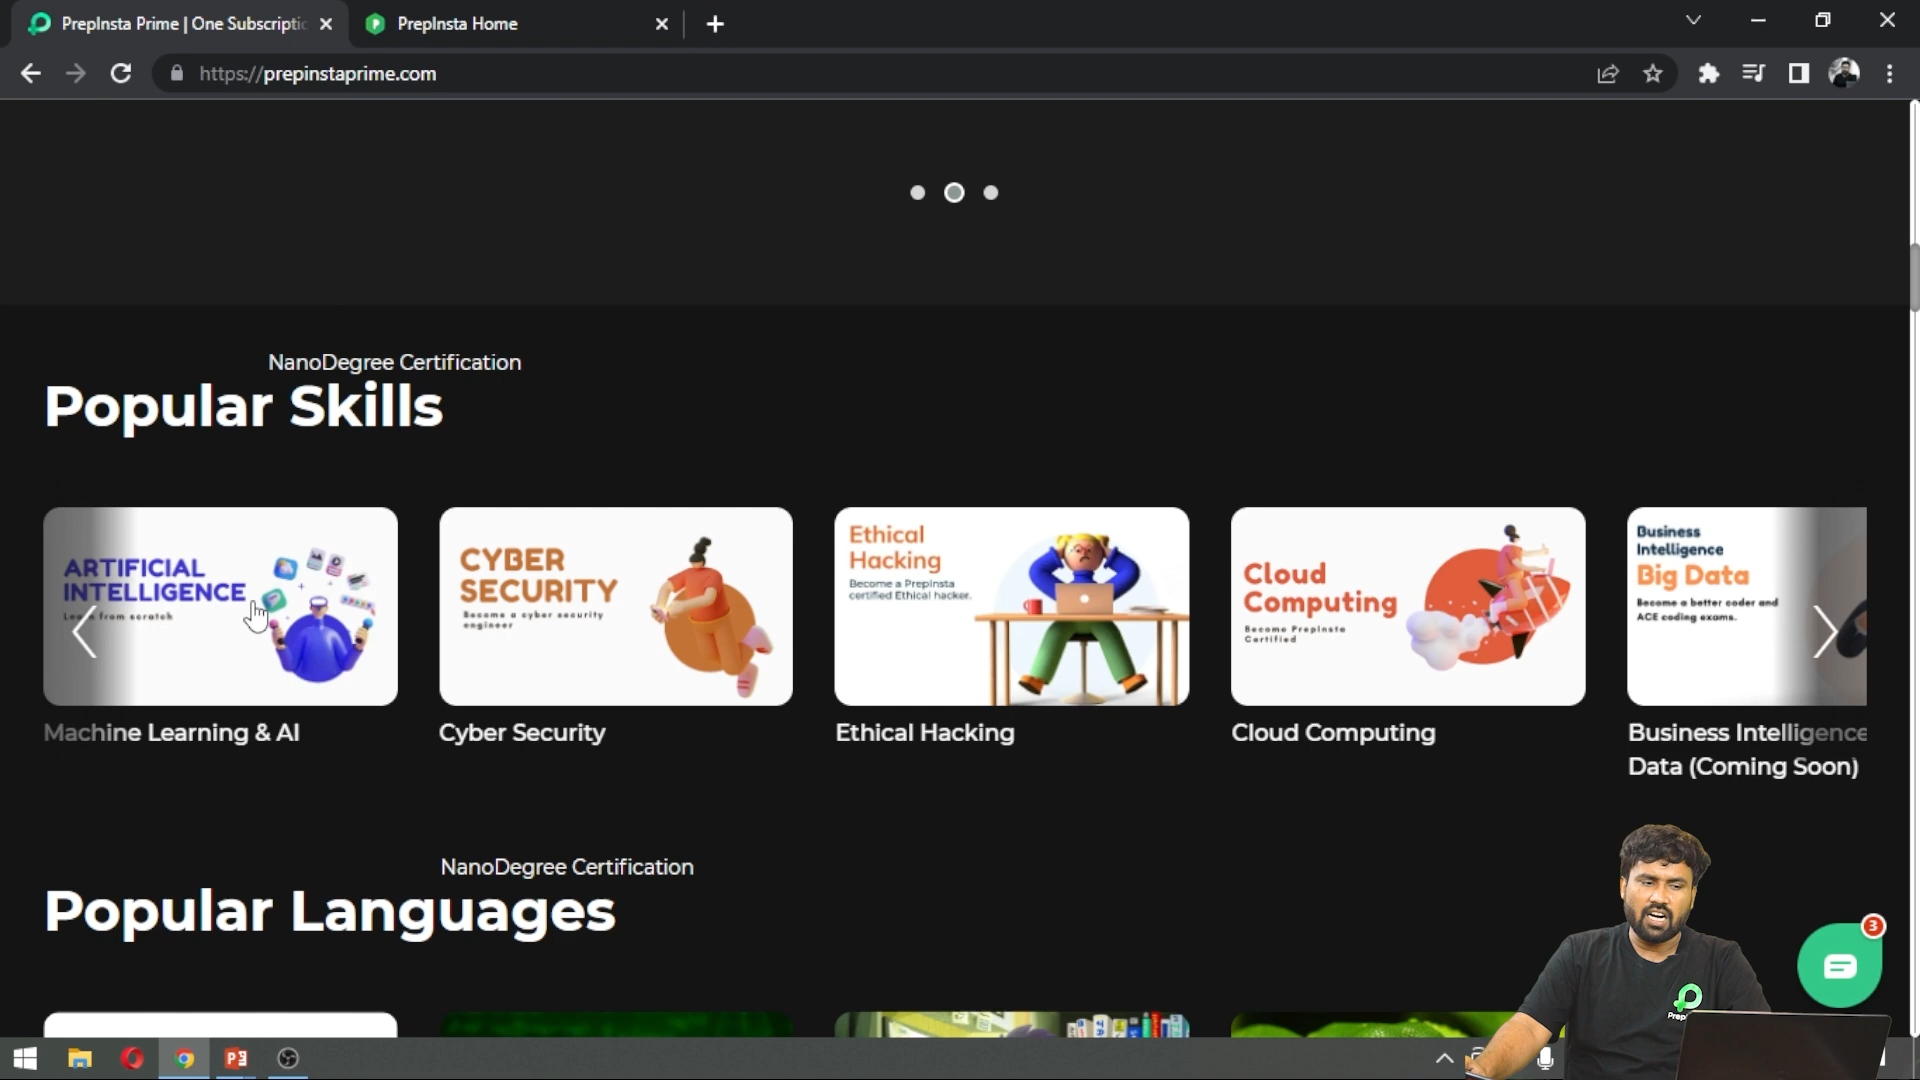 PrepInsta Prime | One Subscriptic
PrepInsta Home
https://prepinstaprime.com
NanoDegree Certification
Popular Skills
ARTIFICIAL
INTELLIGENCE
from scratch
CYBER
SECURITY
Become a cyber security
engineer
Ethical
Hacking
Become a PrepInsta
certified Ethical hacker.
Cloud
Computing
Become PrepInsta
Certified
Business
Intelligence
Big Data
Become a better coder and
ACE coding exams.
Machine Learning & AI
Cyber Security
Ethical Hacking
Cloud Computing
Business Intelligence
Data (Coming Soon)
NanoDegree Certification
Popular Languages
3